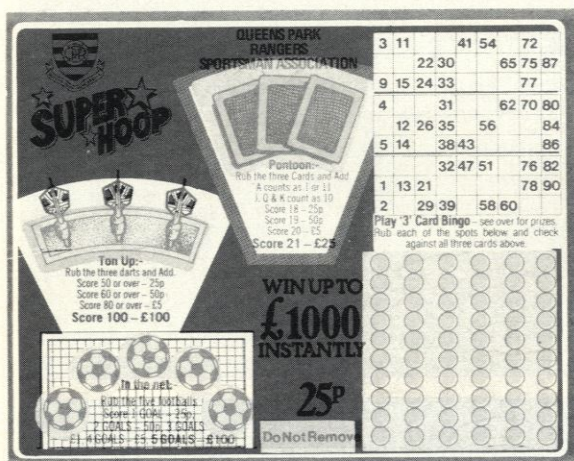 QUEENS PARK
RANGERS
SPORTSMAN ASSOCIATION
SUPER
HOOP
Pontoon:-
Rub the three Cards and Add
A counts as 1 or 11
J, Q & K count as 10
Score 18 – 25p
Score 19 – 50p
Score 20 – £5
Score 21 – £25
Ton Up:-
Rub the three darts and Add.
Score 50 or over – 25p
Score 60 or over – 50p
Score 80 or over – £5
Score 100 – £100
In the net:-
Rub the five footballs
Score 1 GOAL – 25p,
2 GOALS – 50p, 3 GOALS
£1, 4 GOALS – £5, 5 GOALS – £100
WIN UP TO
£1000
INSTANTLY
25P
Do Not Remove
3 11 41 54 72
22 30 65 75 87
9 15 24 33 77
4 31 62 70 80
12 26 35 56 84
5 14 38 43 86
32 47 51 76 82
1 13 21 78 90
2 29 39 58 60
Play '3' Card Bingo – see over for prizes.
Rub each of the spots below and check
against all three cards above.